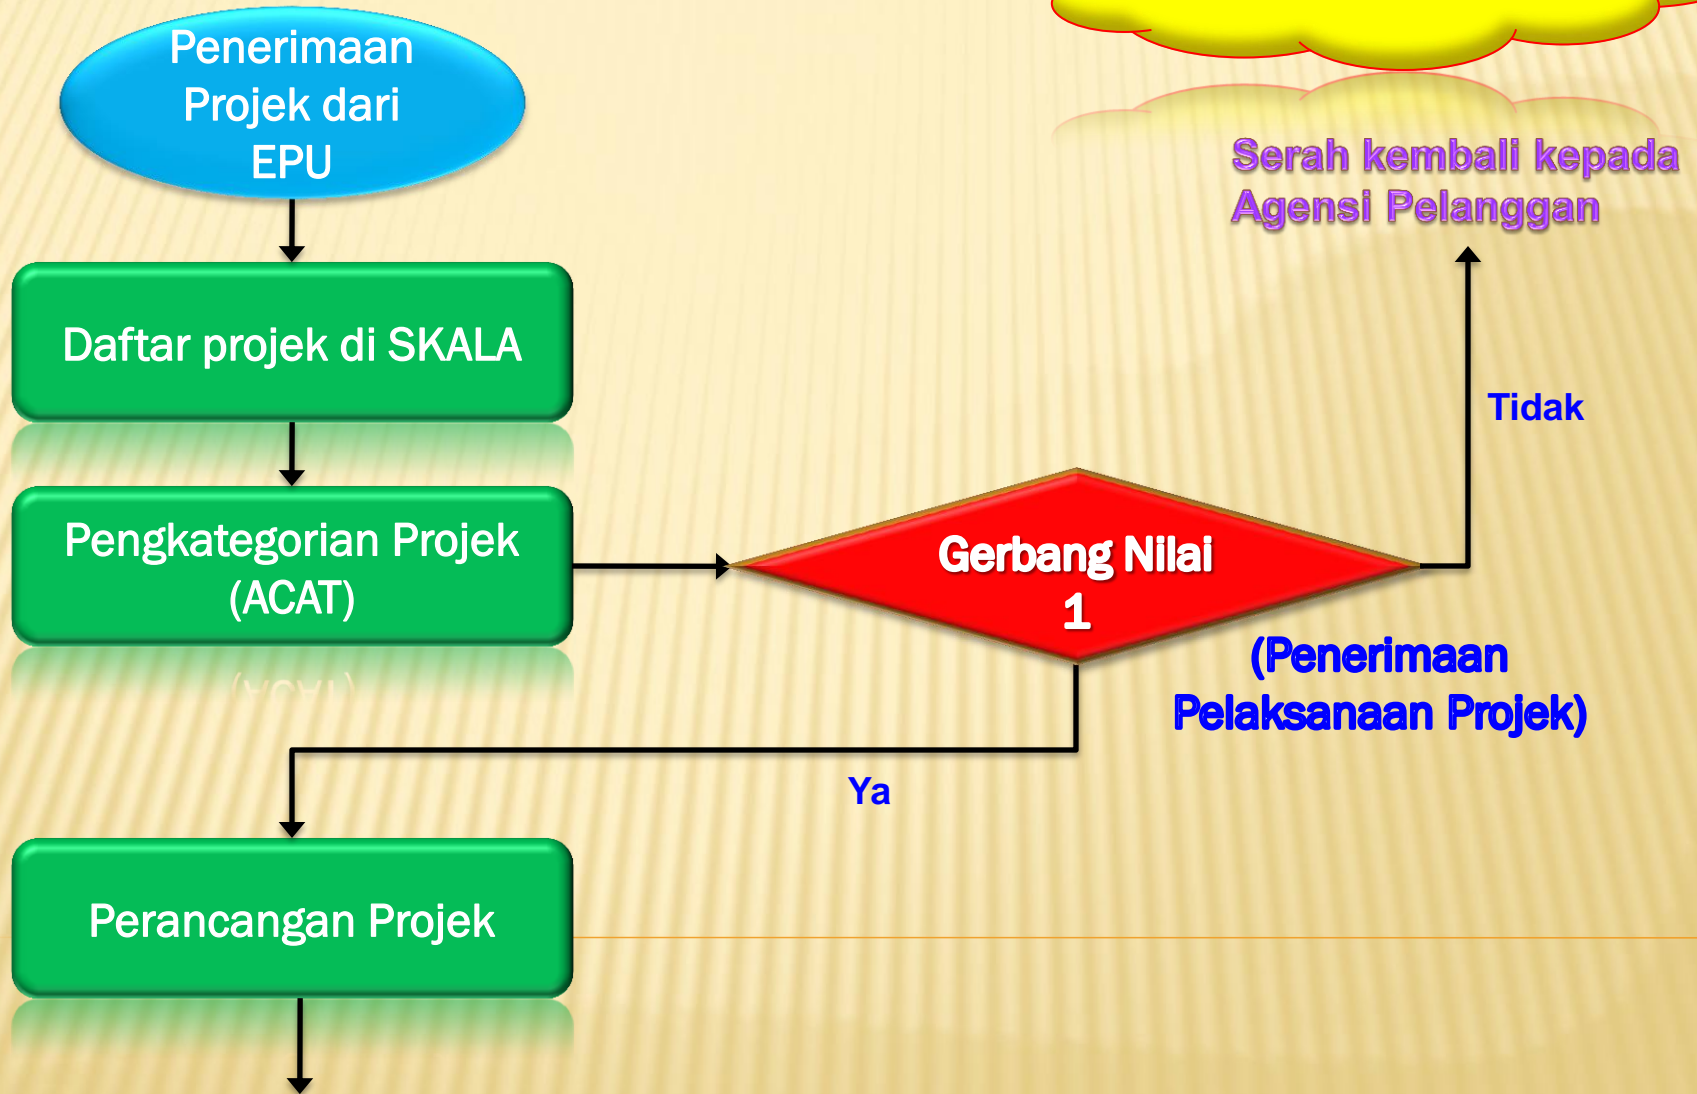 Penerimaan
Projek dari
EPU
Serah kembali kepada
Agensi Pelanggan
Daftar projek di SKALA
Tidak
Pengkategorian Projek
(ACAT)
Gerbang Nilai
1
(Penerimaan
Pelaksanaan Projek)
Ya
Perancangan Projek